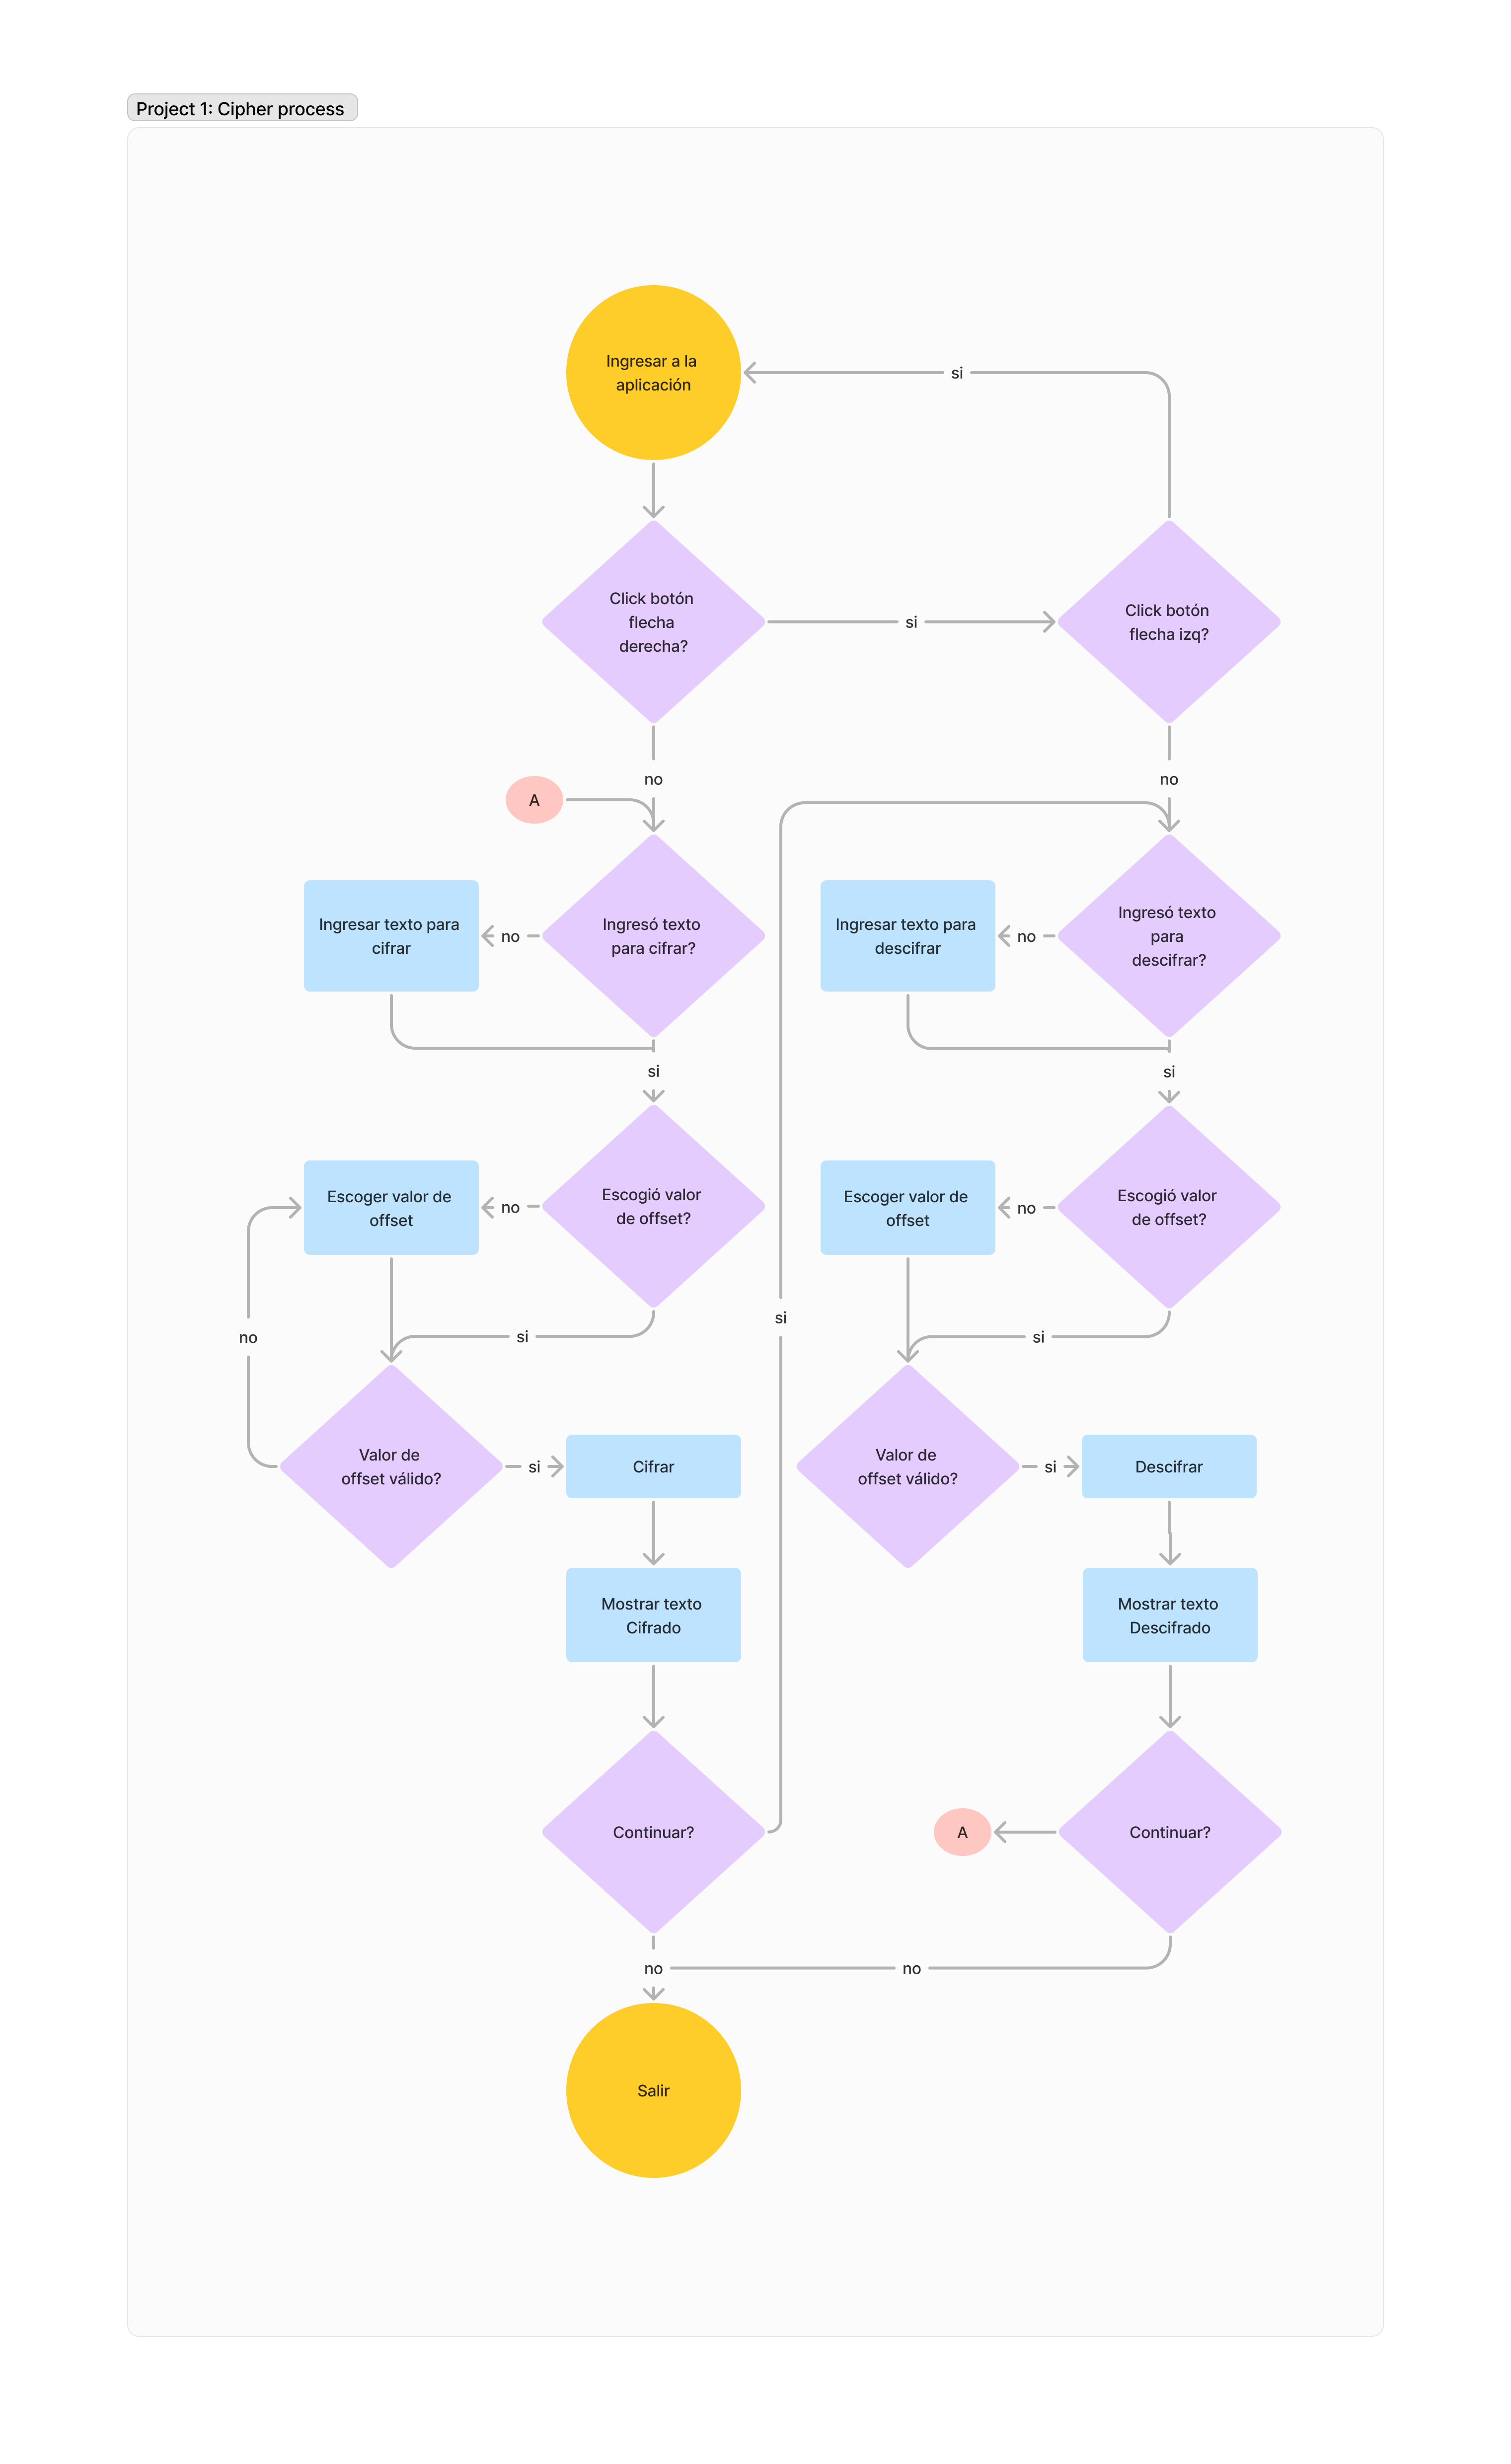 Project 1: Cipher process
Ingresar a la
aplicación
si
Click botón
flecha
derecha?
si
Click botón
flecha izq?
no
no
A
Ingresar texto para
cifrar
no
Ingresó texto
para cifrar?
Ingresar texto para
descifrar
no
Ingresó texto
para
descifrar?
si
si
Escoger valor de
offset
no
Escogió valor
de offset?
Escoger valor de
offset
no
Escogió valor
de offset?
si
no
si
si
Valor de
offset válido?
si
Cifrar
Valor de
offset válido?
si
Descifrar
Mostrar texto
Cifrado
Mostrar texto
Descifrado
Continuar?
A
Continuar?
no
no
Salir